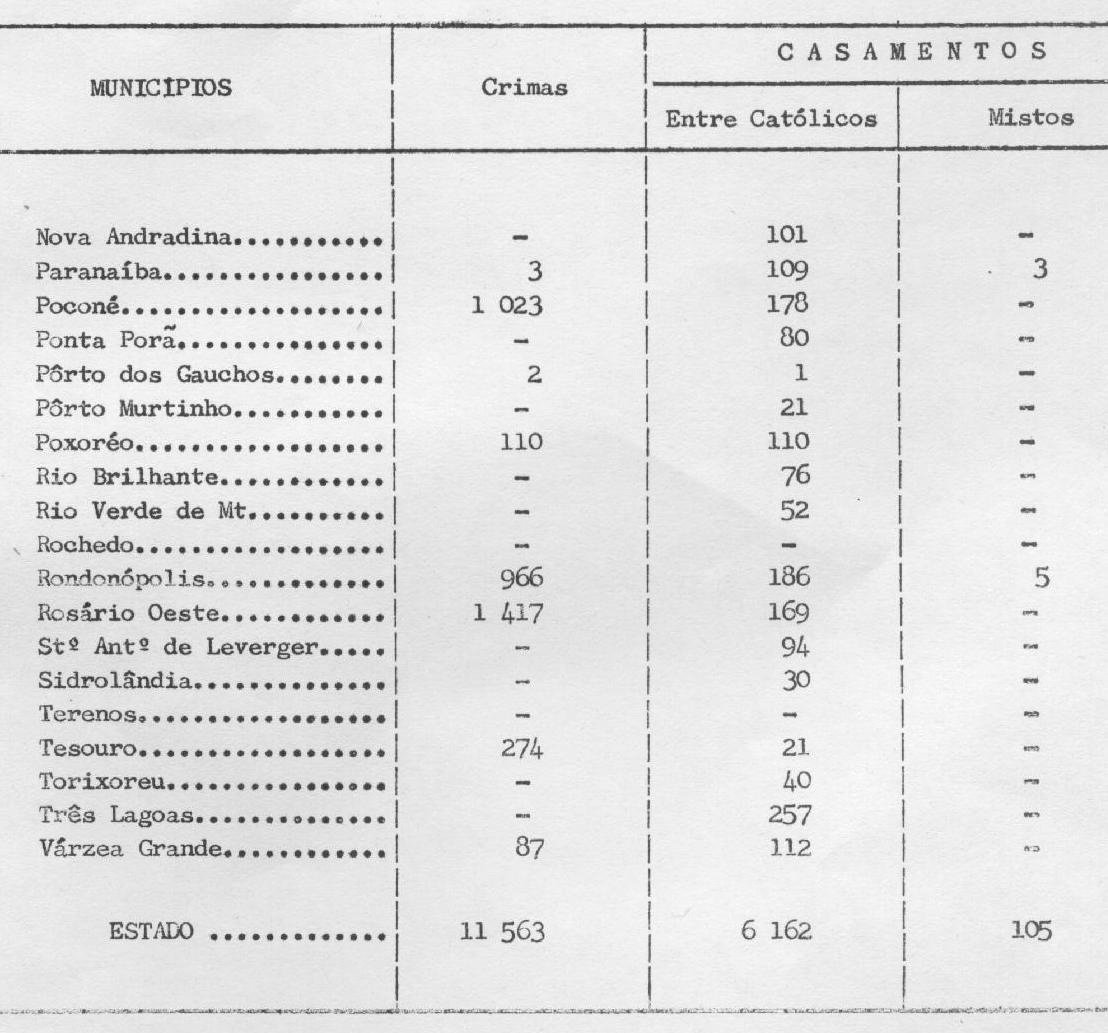 C A S A M E N T O S
MUNICÍPIOS Crimas
Entre Católicos Mistos
Nova Andradina........... - 101 -
Paranaíba................ 3 109 3
Poconé................... 1 023 178 -
Ponta Porã............... - 80 -
Pôrto dos Gauchos........ 2 1 -
Pôrto Murtinho........... - 21 -
Poxoréo.................. 110 110 -
Rio Brilhante............ - 76 -
Rio Verde de Mt.......... - 52 -
Rochedo.................. - - -
Rondonópolis............. 966 186 5
Rosário Oeste............ 1 417 169 -
Stº Antº de Leverger..... - 94 -
Sidrolândia.............. - 30 -
Terenos.................. - - -
Tesouro.................. 274 21 -
Torixoreu................ - 40 -
Três Lagoas.............. - 257 -
Várzea Grande............ 87 112 -
ESTADO ............. 11 563 6 162 105